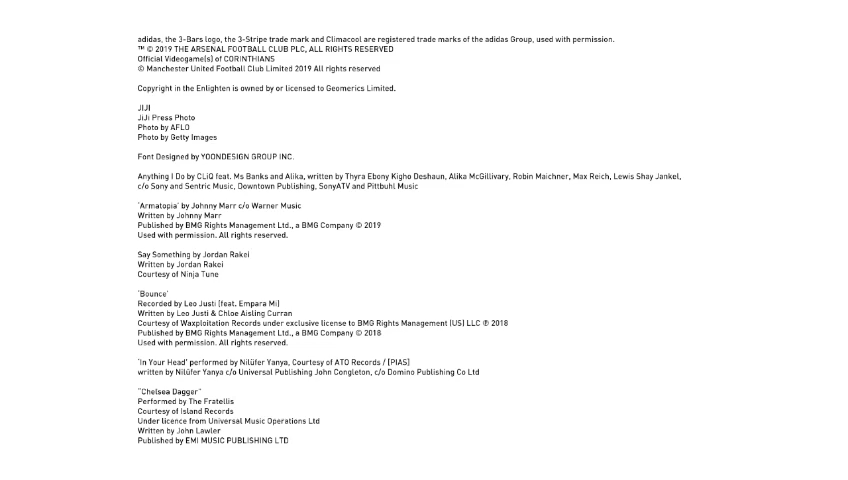 adidas, the 3-Bars logo, the 3-Stripe trade mark and Climacool are registered trade marks of the adidas Group, used with permission.
™ © 2019 THE ARSENAL FOOTBALL CLUB PLC, ALL RIGHTS RESERVED
Official Videogame(s) of CORINTHIANS
© Manchester United Football Club Limited 2019 All rights reserved
Copyright in the Enlighten is owned by or licensed to Geomerics Limited.
JIJI
JiJi Press Photo
Photo by AFLO
Photo by Getty Images
Font Designed by YOONDESIGN GROUP INC.
Anything I Do by CLiQ feat. Ms Banks and Alika, written by Thyra Ebony Kigho Deshaun, Alika McGillivary, Robin Maichner, Max Reich, Lewis Shay Jankel,
c/o Sony and Sentric Music, Downtown Publishing, SonyATV and Pittbuhl Music
'Armatopia' by Johnny Marr c/o Warner Music
Written by Johnny Marr
Published by BMG Rights Management Ltd., a BMG Company © 2019
Used with permission. All rights reserved.
Say Something by Jordan Rakei
Written by Jordan Rakei
Courtesy of Ninja Tune
'Bounce'
Recorded by Leo Justi (feat. Empara Mi)
Written by Leo Justi & Chloe Aisling Curran
Courtesy of Waxploitation Records under exclusive license to BMG Rights Management (US) LLC ℗ 2018
Published by BMG Rights Management Ltd., a BMG Company © 2018
Used with permission. All rights reserved.
'In Your Head' performed by Nilüfer Yanya, Courtesy of ATO Records / [PIAS]
written by Nilüfer Yanya c/o Universal Publishing John Congleton, c/o Domino Publishing Co Ltd
"Chelsea Dagger"
Performed by The Fratellis
Courtesy of Island Records
Under licence from Universal Music Operations Ltd
Written by John Lawler
Published by EMI MUSIC PUBLISHING LTD